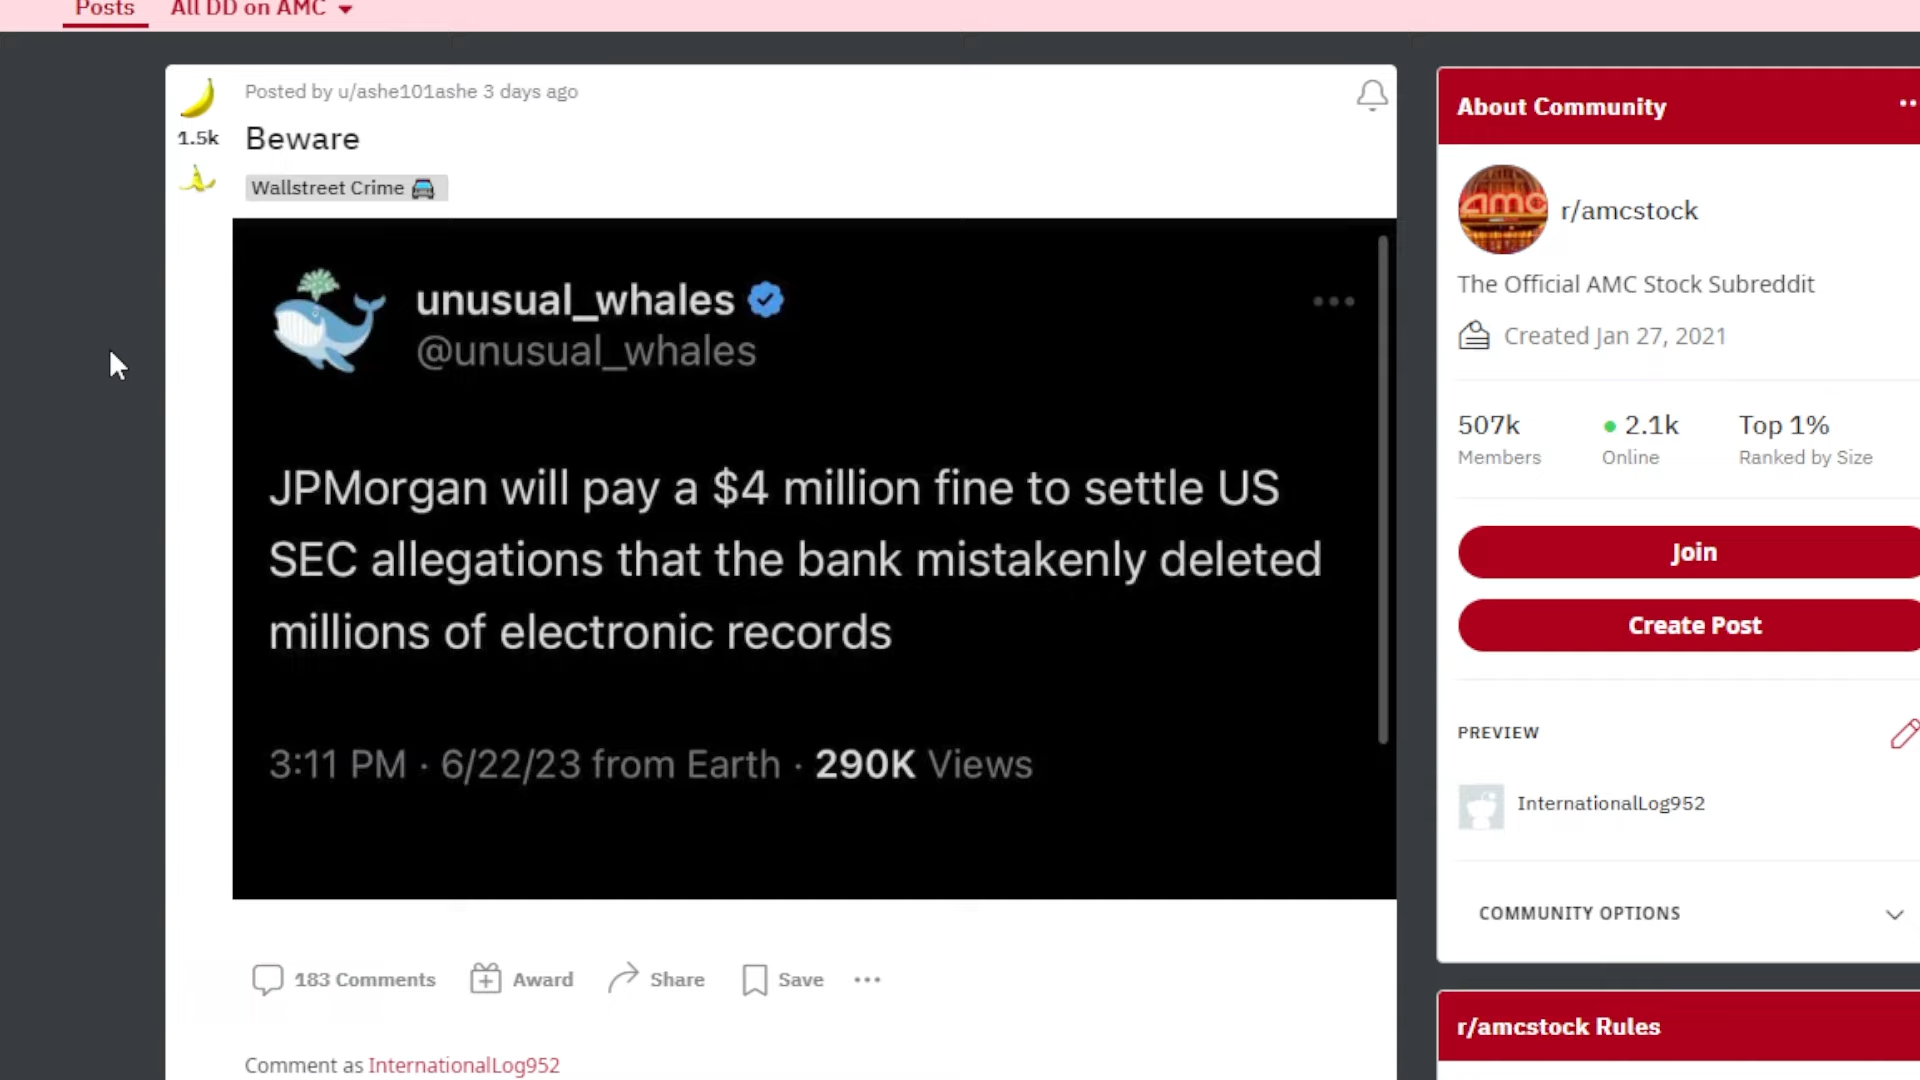 Posts All DD on AMC
Posted by u/ashe101ashe 3 days ago
1.5k
Beware
Wallstreet Crime
unusual_whales
@unusual_whales
JPMorgan will pay a $4 million fine to settle US
SEC allegations that the bank mistakenly deleted
millions of electronic records
3:11 PM · 6/22/23 from Earth · 290K Views
183 Comments Award Share Save
Comment as InternationalLog952
About Community
amc
r/amcstock
The Official AMC Stock Subreddit
Created Jan 27, 2021
507k 2.1k Top 1%
Members Online Ranked by Size
Join
Create Post
PREVIEW
InternationalLog952
COMMUNITY OPTIONS
r/amcstock Rules